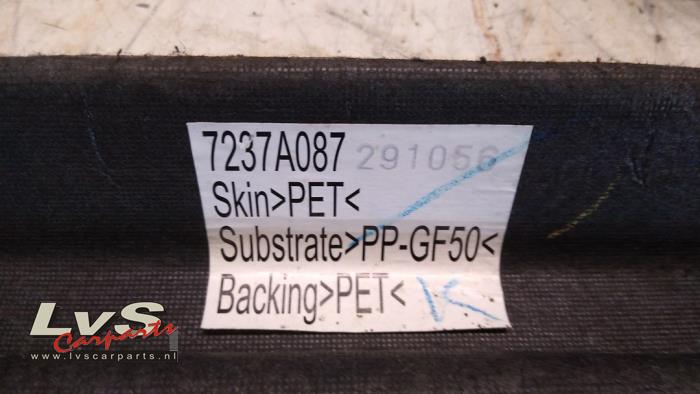 7237A087 291056
Skin>PET<
Substrate>PP-GF50<
Backing>PET< K
LvS
Carparts
www.lvscarparts.nl